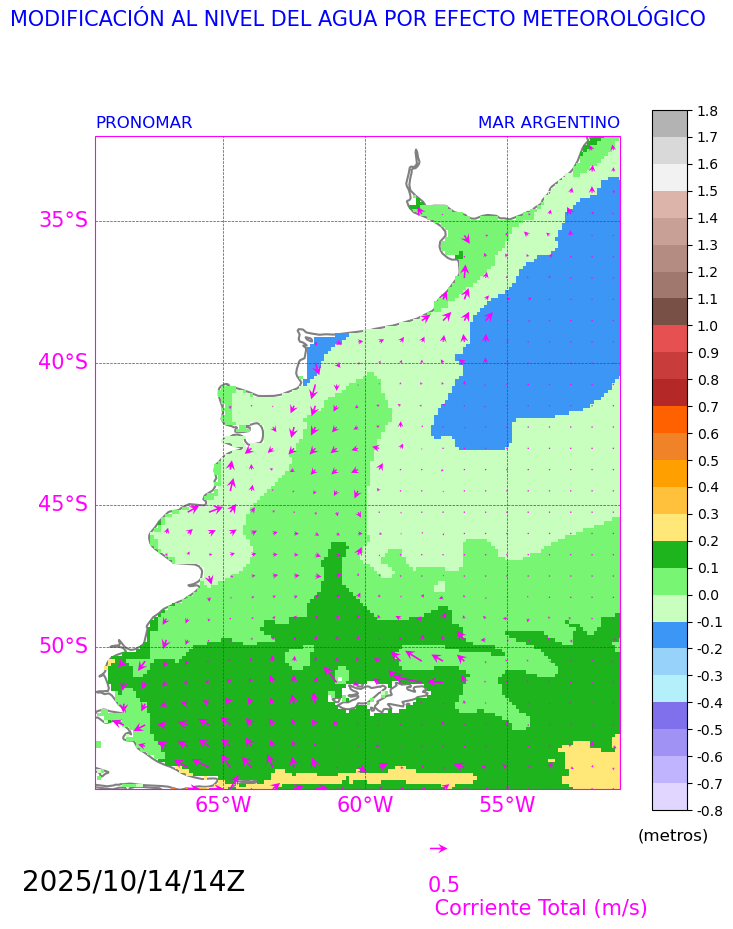 MODIFICACIÓN AL NIVEL DEL AGUA POR EFECTO METEOROLÓGICO
PRONOMAR
MAR ARGENTINO
35°S
40°S
45°S
50°S
65°W
60°W
55°W
1.8
1.7
1.6
1.5
1.4
1.3
1.2
1.1
1.0
0.9
0.8
0.7
0.6
0.5
0.4
0.3
0.2
0.1
0.0
-0.1
-0.2
-0.3
-0.4
-0.5
-0.6
-0.7
-0.8
(metros)
2025/10/14/14Z
0.5
Corriente Total (m/s)